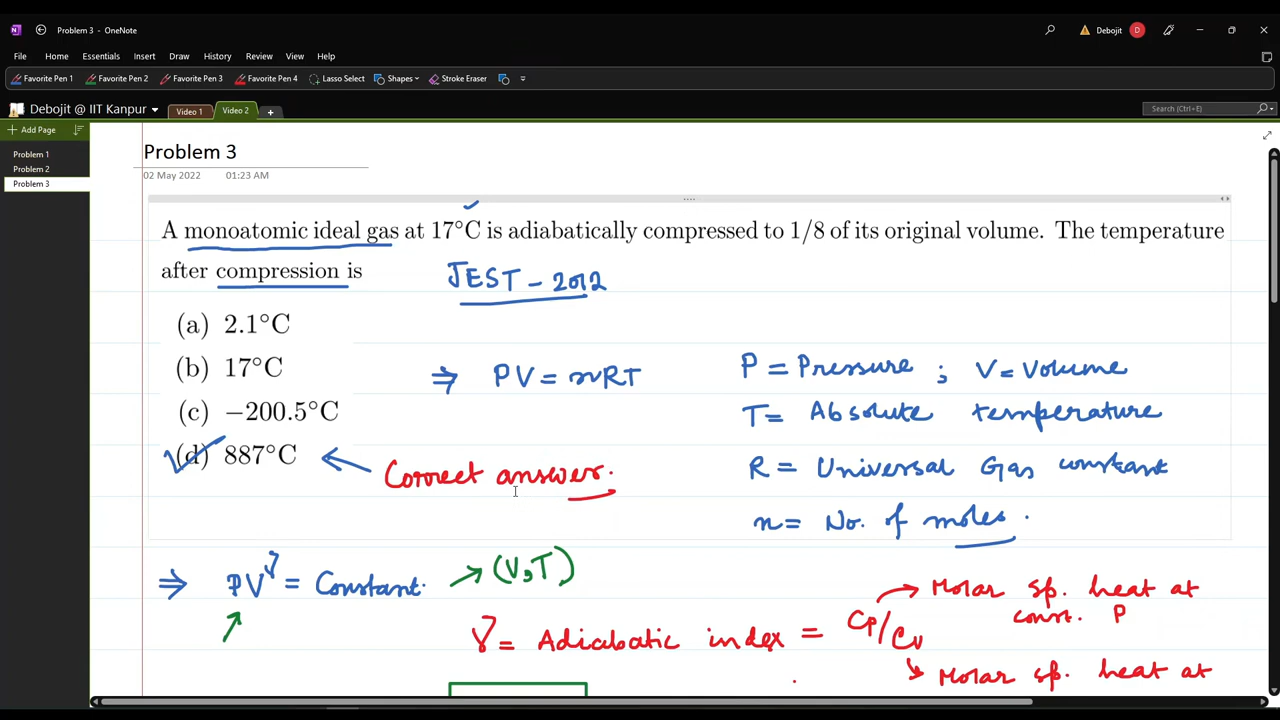 Problem 3 - OneNote
Debojit D
File Home Essentials Insert Draw History Review View Help
Favorite Pen 1 Favorite Pen 2 Favorite Pen 3 Favorite Pen 4 Lasso Select Shapes Stroke Eraser
Debojit @ IIT Kanpur Video 1 Video 2 + Search (Ctrl+E)
+ Add Page
Problem 1
Problem 2
Problem 3
Problem 3
02 May 2022 01:23 AM
A monoatomic ideal gas at 17°C is adiabatically compressed to 1/8 of its original volume. The temperature
after compression is
JEST - 2012
(a) 2.1°C
(b) 17°C
(c) −200.5°C
(d) 887°C
Correct answer.
⇒ PV = nRT
P = Pressure ; V = Volume
T = Absolute temperature
R = Universal Gas constant
n = No. of moles.
⇒ PV^γ = Constant. → (V,T)
γ = Adiabatic index = Cp/Cv
Molar sp. heat at
const. P
Molar sp. heat at